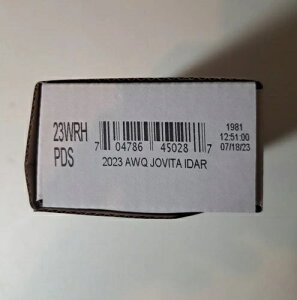 23WRH
PDS
7 04786 45028 7
2023 AWQ JOVITA IDAR
1981
12:51:00
07/18/23